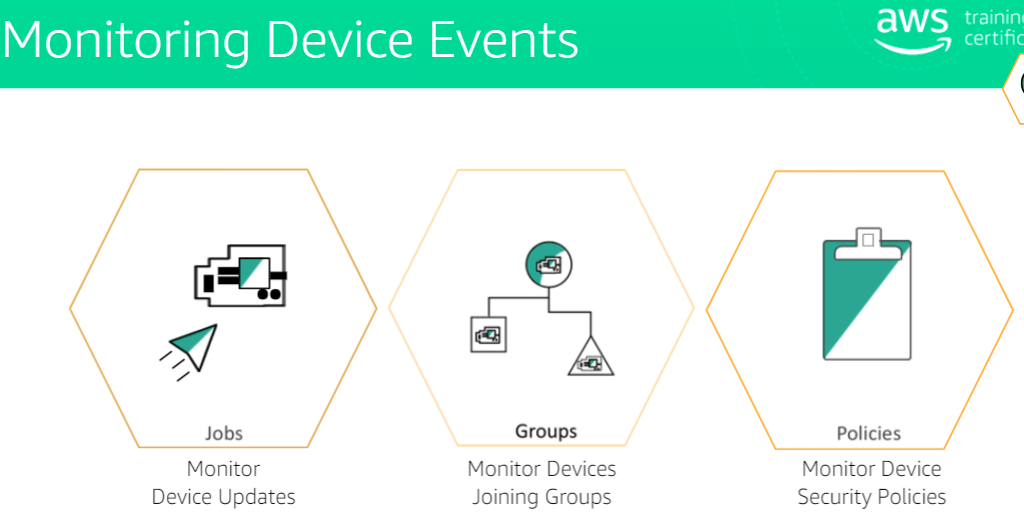 Monitoring Device Events
aws
Jobs
Groups
Policies
Monitor
Device Updates
Monitor Devices
Joining Groups
Monitor Device
Security Policies